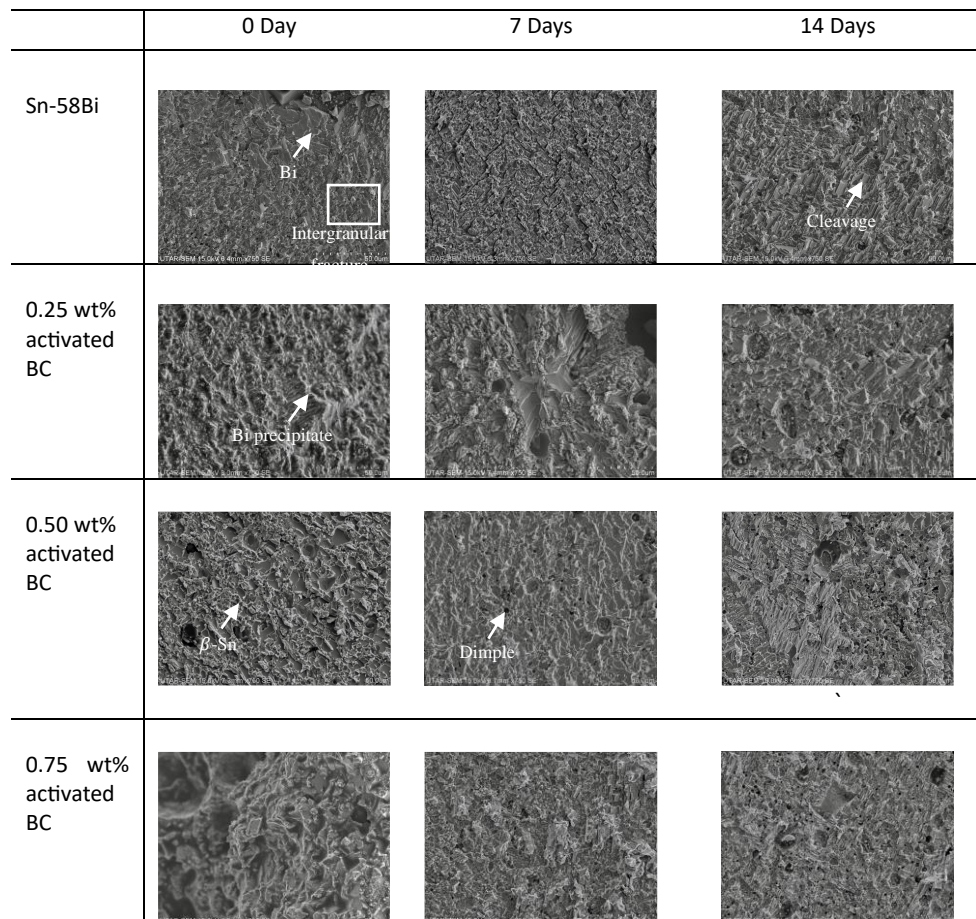 0 Day 7 Days 14 Days
Sn-58Bi
Bi
Intergranular
fracture
Cleavage
0.25 wt%
activated
BC
Bi precipitate
0.50 wt%
activated
BC
β-Sn
Dimple
`
0.75 wt%
activated
BC